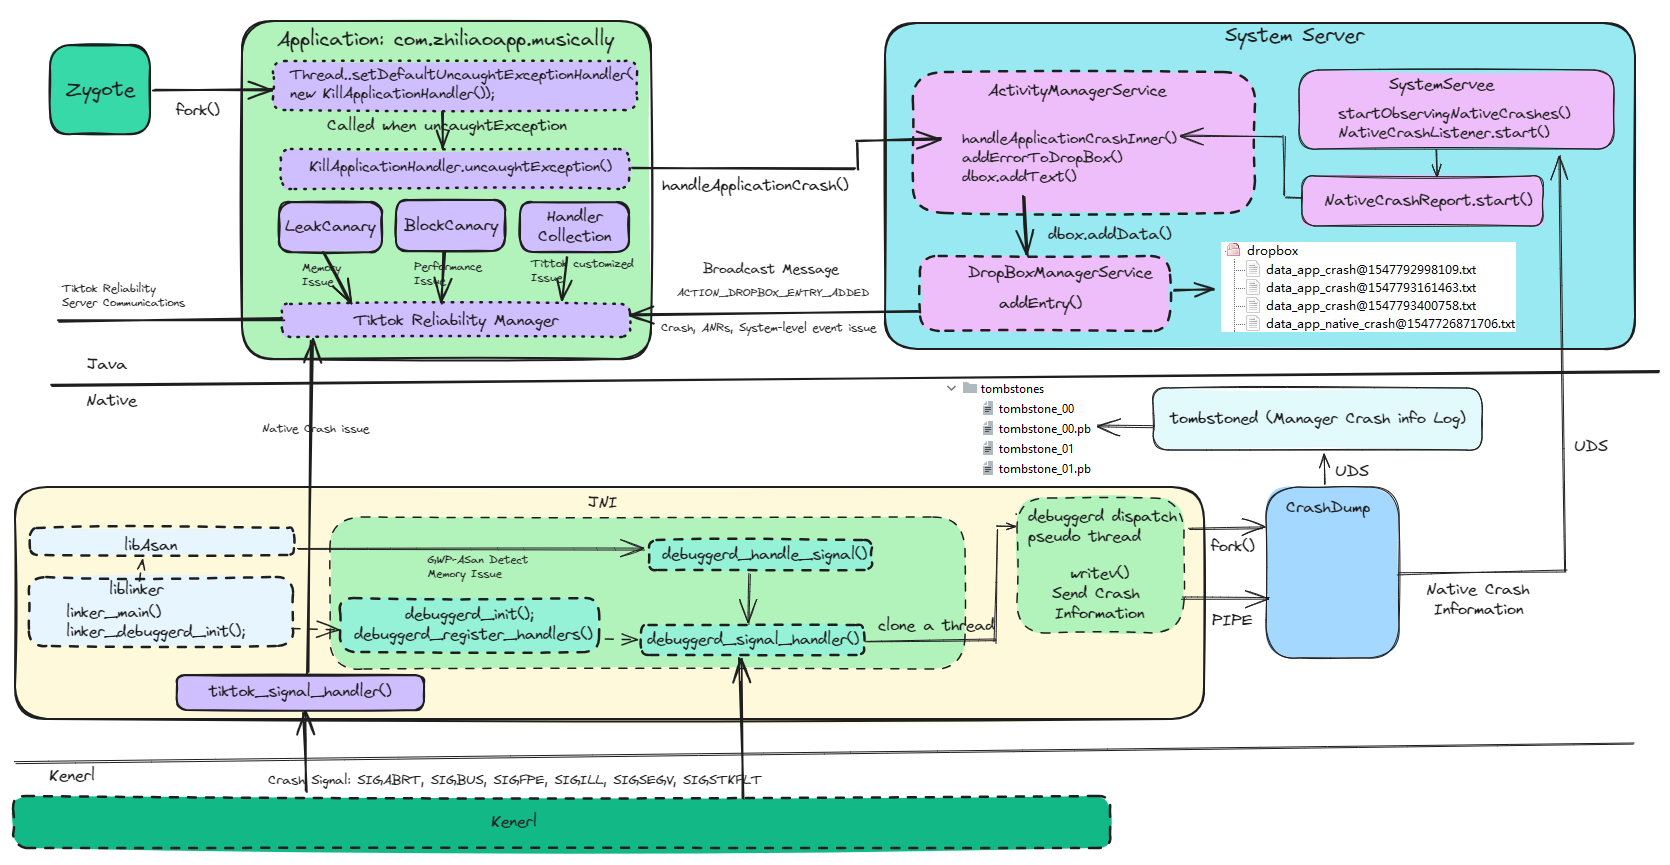 Zygote
fork()
Application: com.zhiliaoapp.musically
Thread..setDefaultUncaughtExceptionHandler(
new KillApplicationHandler());
Called when uncaughtException
KillApplicationHandler.uncaughtException()
LeakCanary
BlockCanary
Handler
Collection
Memory
Issue
Performance
Issue
Tittok customized
Issue
Tiktok Reliability Manager
Tiktok Reliability
Server Communications
handleApplicationCrash()
Broadcast Message
ACTION_DROPBOX_ENTRY_ADDED
Crash, ANRs, System-level event issue
System Server
ActivityManagerService
handleApplicationCrashInner()
addErrorToDropBox()
dbox.addText()
SystemServee
startObservingNativeCrashes()
NativeCrashListener.start()
NativeCrashReport.start()
dbox.addData()
DropBoxManagerService
addEntry()
dropbox
data_app_crash@1547792998109.txt
data_app_crash@1547793161463.txt
data_app_crash@1547793400758.txt
data_app_native_crash@1547726871706.txt
Java
Native
Native Crash issue
tombstones
tombstone_00
tombstone_00.pb
tombstone_01
tombstone_01.pb
tombstoned (Manager Crash info Log)
UDS
UDS
JNI
libAsan
liblinker
linker_main()
linker_debuggerd_init();
GWP-ASan Detect
Memory Issue
debuggerd_handle_signal()
debuggerd_init();
debuggerd_register_handlers()
debuggerd_signal_handler()
clone a thread
debuggerd dispatch
pseudo thread
writev()
Send Crash
Information
fork()
PIPE
CrashDump
Native Crash
Information
tiktok_signal_handler()
Kenerl
Crash Signal: SIGABRT, SIGBUS, SIGFPE, SIGILL, SIGSEGV, SIGSTKFLT
Kenerl